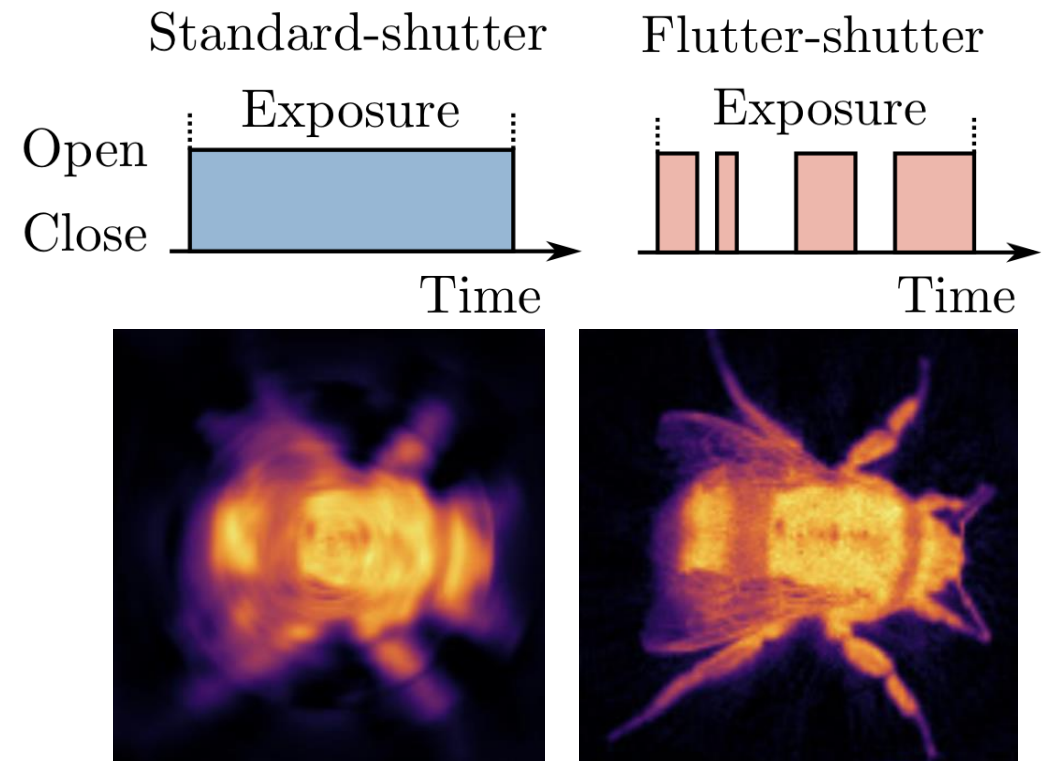 Standard-shutter
Flutter-shutter
Exposure
Exposure
Open
Close
Time
Time